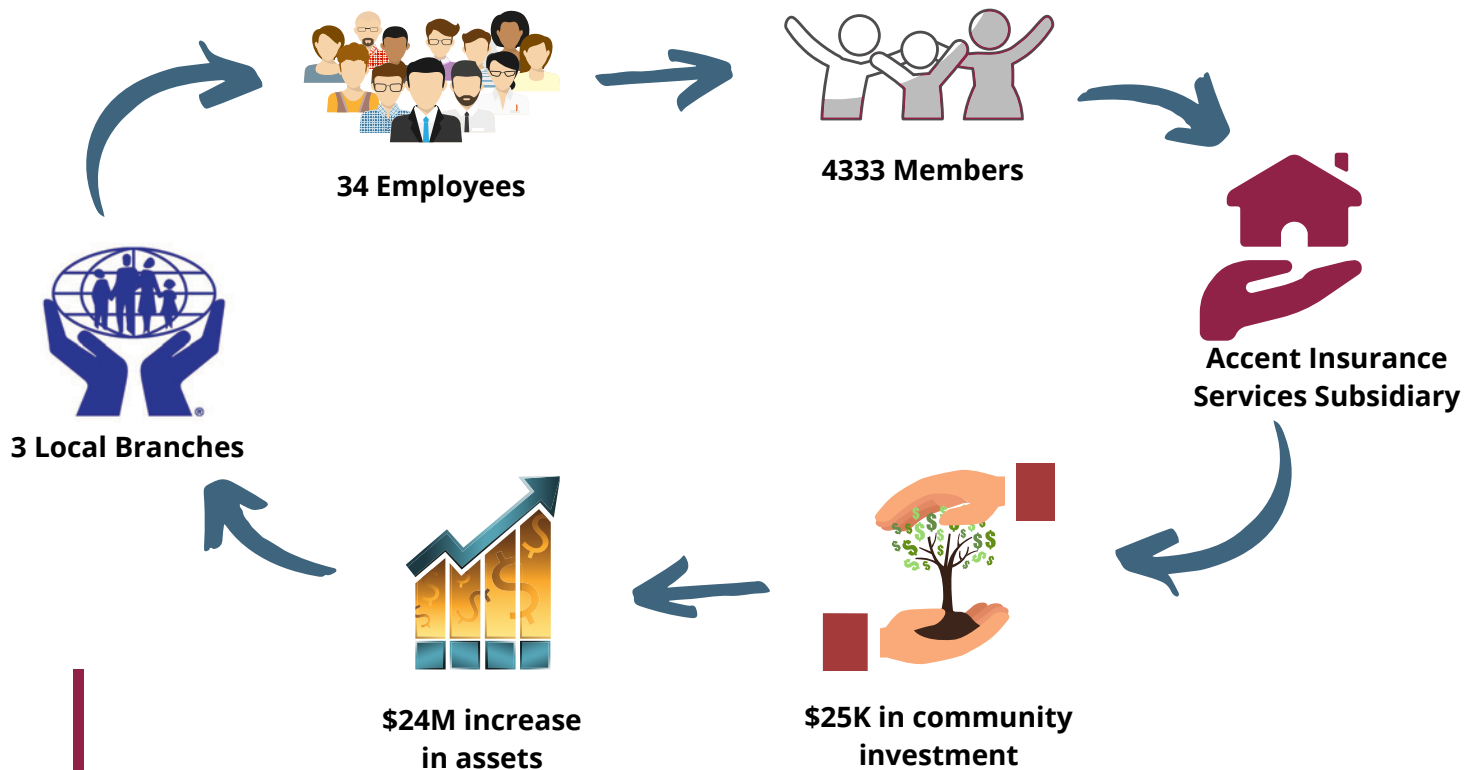 34 Employees
4333 Members
Accent Insurance
Services Subsidiary
3 Local Branches
$24M increase
in assets
$25K in community
investment